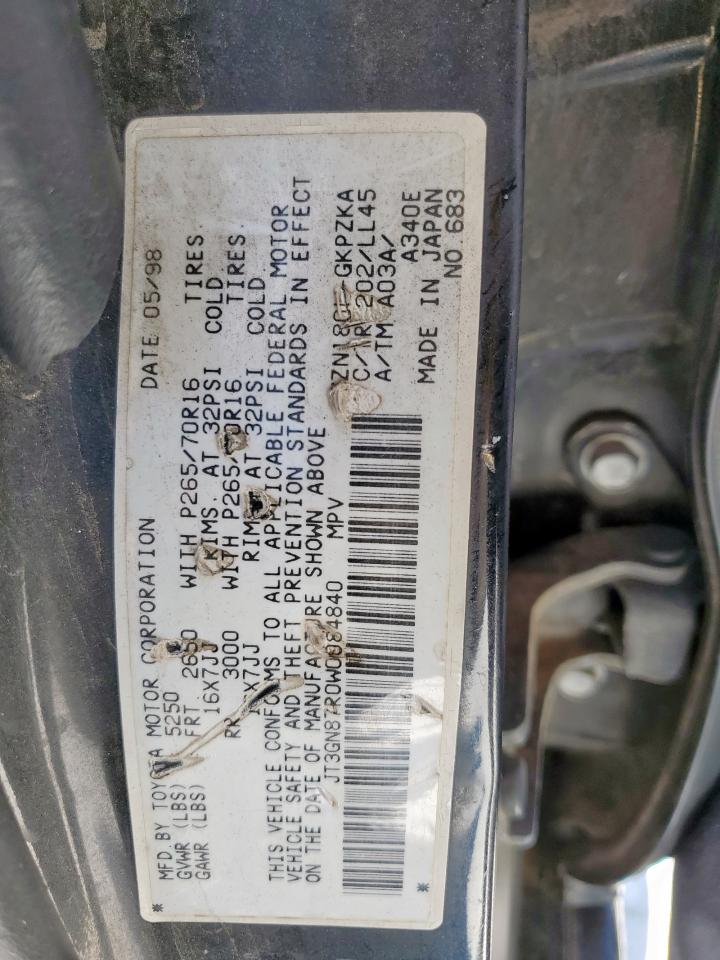 MFD. BY TOYOTA MOTOR CORPORATION DATE 05/98
GVWR (LBS) 5250
GAWR (LBS) FRT 2650 WITH P265/70R16 TIRES.
16X7JJ RIMS. AT 32PSI COLD
RR 3000 WITH P265/70R16 TIRES.
RIMS AT 32PSI COLD
THIS VEHICLE CONFORMS TO ALL APPLICABLE FEDERAL MOTOR
VEHICLE SAFETY AND THEFT PREVENTION STANDARDS IN EFFECT
ON THE DATE OF MANUFACTURE SHOWN ABOVE
JT3GN87R0W0084840 MPV
GKPZKA
C/TR 202/LL45
A/TM A03A/
A340E
MADE IN JAPAN
NO 683